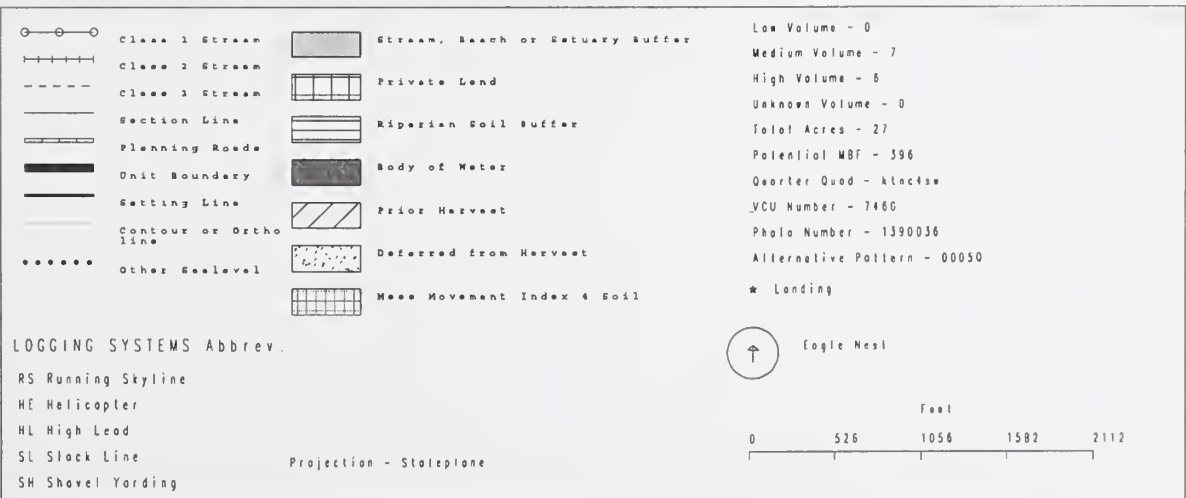 Class 1 Stream
Class 2 Stream
Class 3 Stream
Section Line
Planning Roads
Unit Boundary
Setting Line
Contour or Ortho
line
Other Sealevel
Stream, Beach or Estuary Buffer
Private Land
Riparian Soil Buffer
Body of Water
Prior Harvest
Deferred from Harvest
Mass Movement Index 4 Soil
Low Volume - 0
Medium Volume - 7
High Volume - 6
Unknown Volume - 0
Total Acres - 27
Potential MBF - 396
Quarter Quad - ktnc4sw
VCU Number - 746G
Photo Number - 1390036
Alternative Pattern - 00050
* Landing
Eagle Nest
LOGGING SYSTEMS Abbrev.
RS Running Skyline
HE Helicopter
HL High Lead
SL Slack Line
SH Shovel Yarding
Projection - Stateplane
Feet
0 526 1056 1582 2112